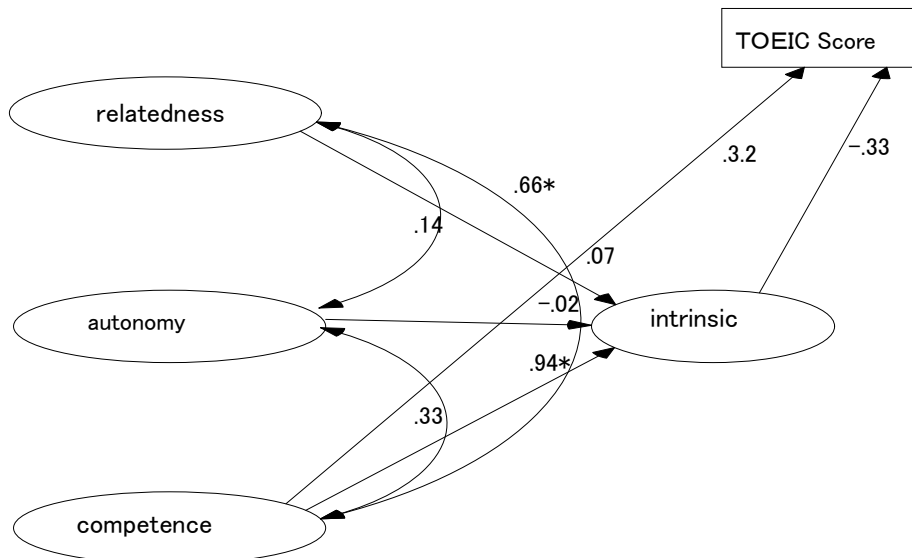 TOEIC Score
relatedness
.3.2
-.33
.66*
.14
.07
-.02
autonomy
intrinsic
.94*
.33
competence